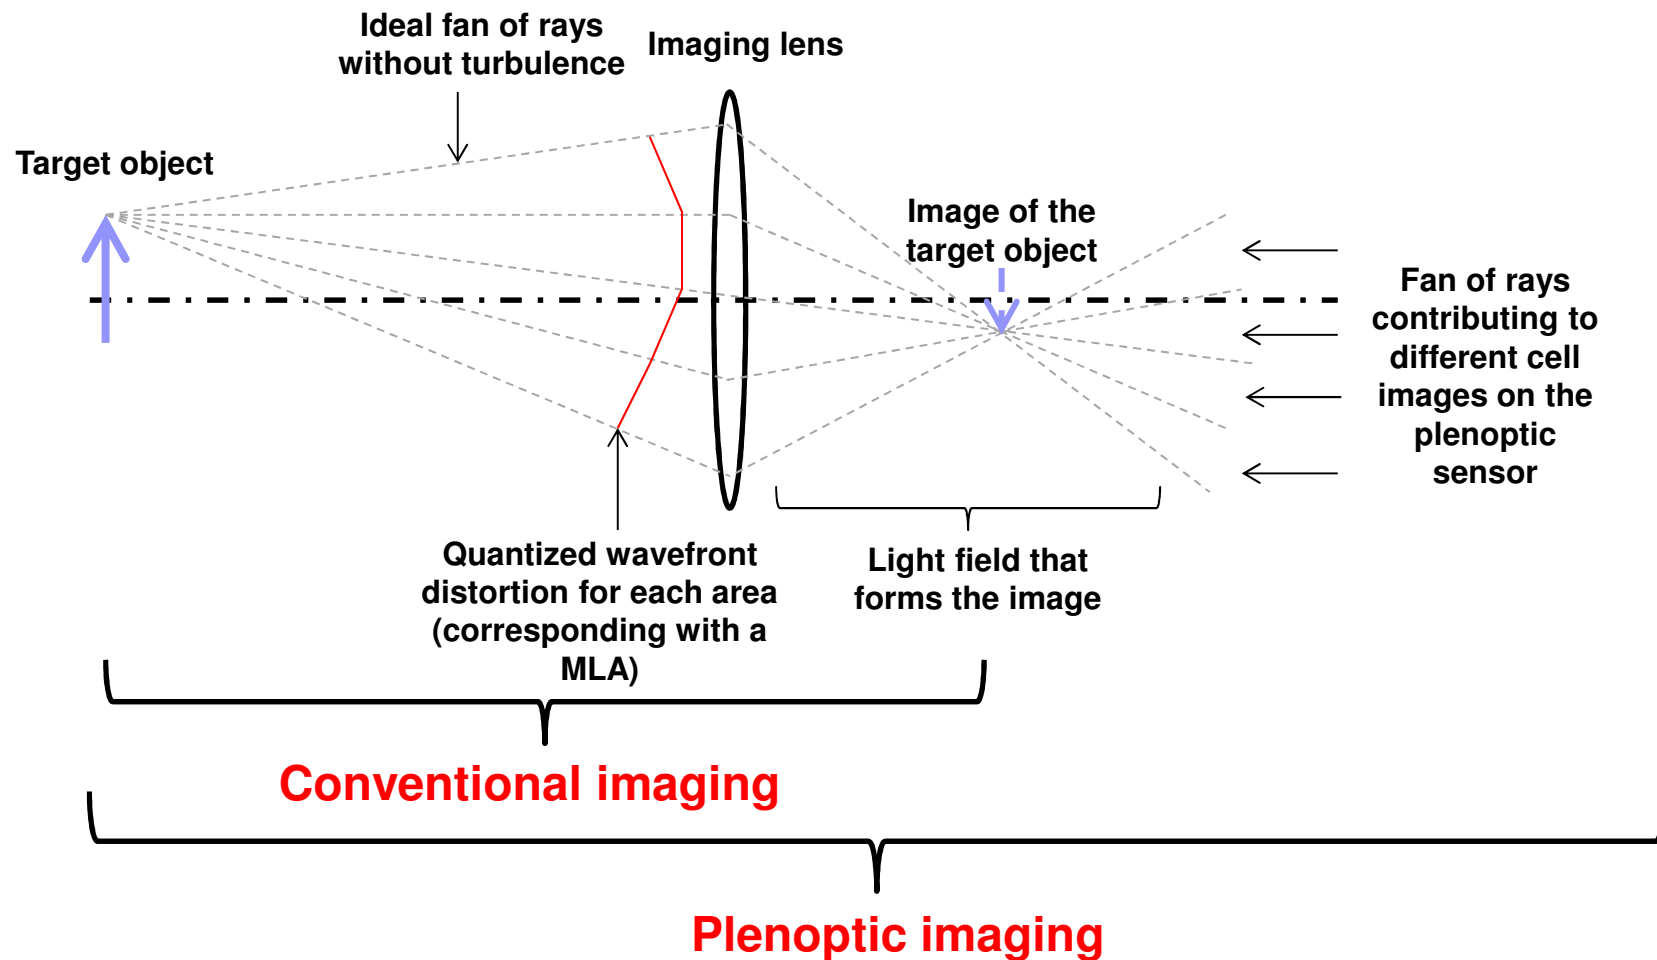 Ideal fan of rays
without turbulence
Imaging lens
Target object
Image of the
target object
Fan of rays
contributing to
different cell
images on the
plenoptic
sensor
Quantized wavefront
distortion for each area
(corresponding with a
MLA)
Light field that
forms the image
Conventional imaging
Plenoptic imaging